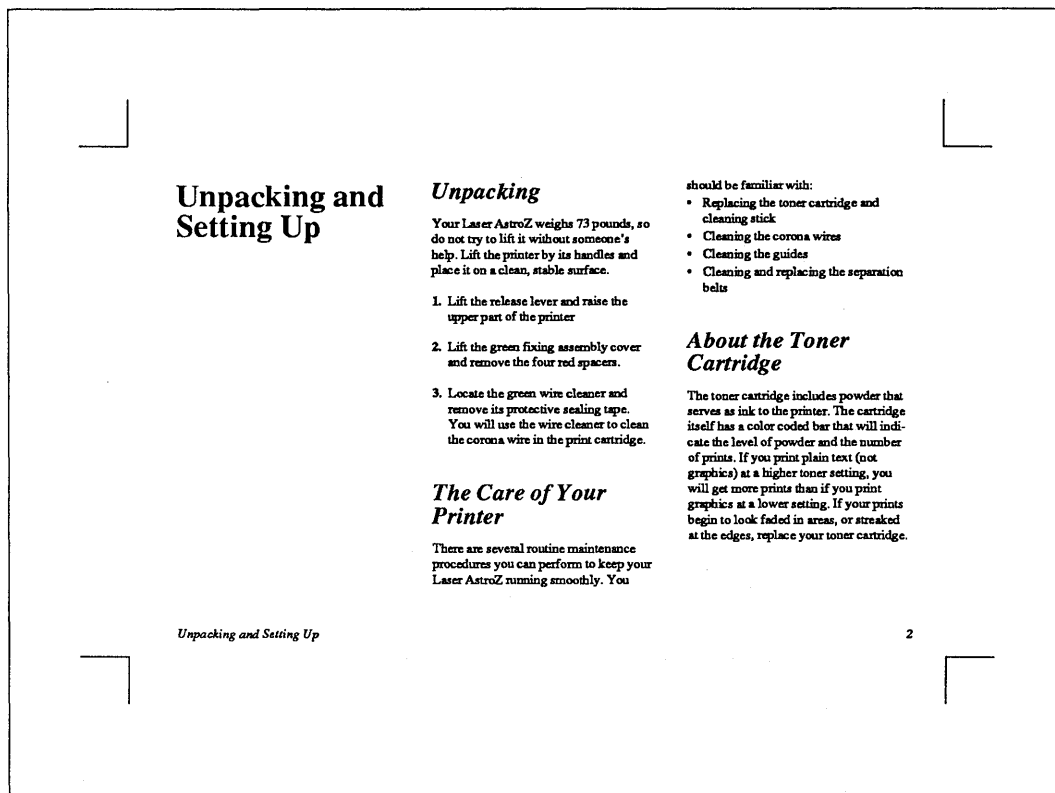 Unpacking and
Setting Up
Unpacking
Your Laser AstroZ weighs 73 pounds, so
do not try to lift it without someone's
help. Lift the printer by its handles and
place it on a clean, stable surface.
1. Lift the release lever and raise the
upper part of the printer
2. Lift the green fixing assembly cover
and remove the four red spacers.
3. Locate the green wire cleaner and
remove its protective sealing tape.
You will use the wire cleaner to clean
the corona wire in the print cartridge.
The Care of Your
Printer
There are several routine maintenance
procedures you can perform to keep your
Laser AstroZ running smoothly. You
should be familiar with:
• Replacing the toner cartridge and
cleaning stick
• Cleaning the corona wires
• Cleaning the guides
• Cleaning and replacing the separation
belts
About the Toner
Cartridge
The toner cartridge includes powder that
serves as ink to the printer. The cartridge
itself has a color coded bar that will indi-
cate the level of powder and the number
of prints. If you print plain text (not
graphics) at a higher toner setting, you
will get more prints than if you print
graphics at a lower setting. If your prints
begin to look faded in areas, or streaked
at the edges, replace your toner cartridge.
Unpacking and Setting Up
2